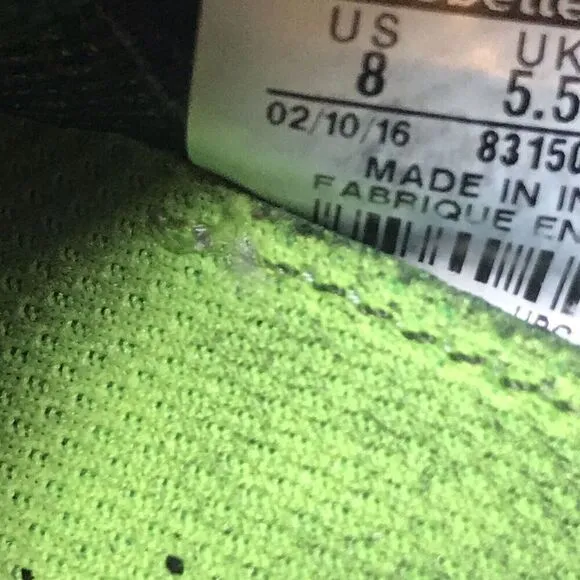 US UK
8 5.5
02/10/16 83150
MADE IN IN
FABRIQUE EN